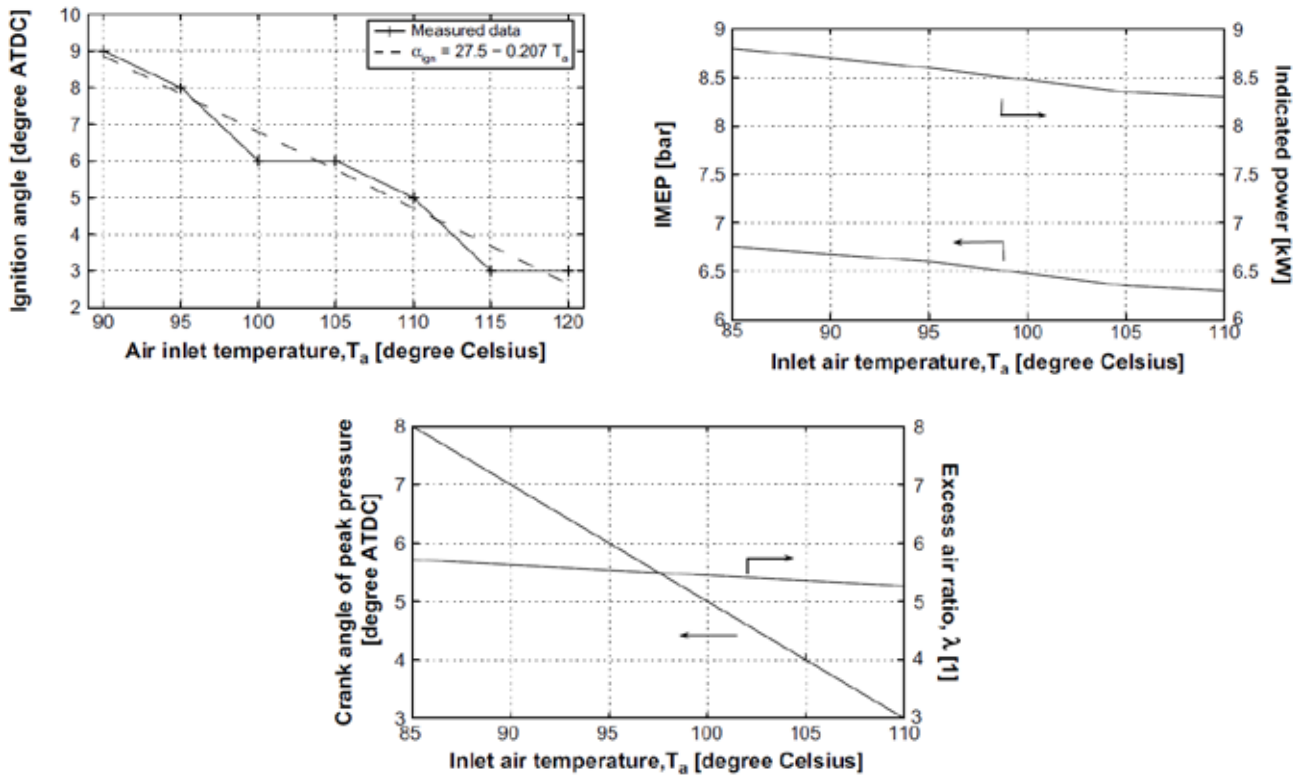 Ignition angle [degree ATDC]
10
9
8
7
6
5
4
3
2
Measured data
αign = 27.5 − 0.207 Ta
90 95 100 105 110 115 120
Air inlet temperature,Ta [degree Celsius]
IMEP [bar]
9
8.5
8
7.5
7
6.5
6
9
8.5
8
7.5
7
6.5
6
Indicated power [kW]
85 90 95 100 105 110
Inlet air temperature,Ta [degree Celsius]
Crank angle of peak pressure
[degree ATDC]
8
7
6
5
4
3
8
7
6
5
4
3
Excess air ratio, λ [1]
85 90 95 100 105 110
Inlet air temperature,Ta [degree Celsius]